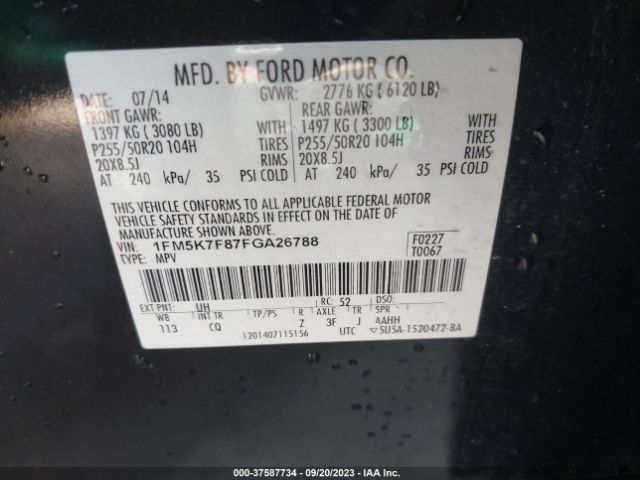 MFD. BY FORD MOTOR CO.
DATE: 07/14 GVWR: 2776 KG ( 6120 LB)
FRONT GAWR: REAR GAWR:
1397 KG ( 3080 LB) WITH 1497 KG ( 3300 LB) WITH
P255/50R20 104H TIRES P255/50R20 104H TIRES
20X8.5J RIMS 20X8.5J RIMS
AT 240 kPa/ 35 PSI COLD AT 240 kPa/ 35 PSI COLD
THIS VEHICLE CONFORMS TO ALL APPLICABLE FEDERAL MOTOR
VEHICLE SAFETY STANDARDS IN EFFECT ON THE DATE OF
MANUFACTURE SHOWN ABOVE.
VIN: 1FM5K7F87FGA26788 F0227
TYPE: MPV T0067
EXT PNT: UH RC: 52 DSO:
WB INT TR TP/PS R AXLE TR SPR
113 CQ Z 3F J AAHH
1201407115156 UTC ▽5U5A-1520472-BA
000-37587734 - 09/20/2023 - IAA Inc.